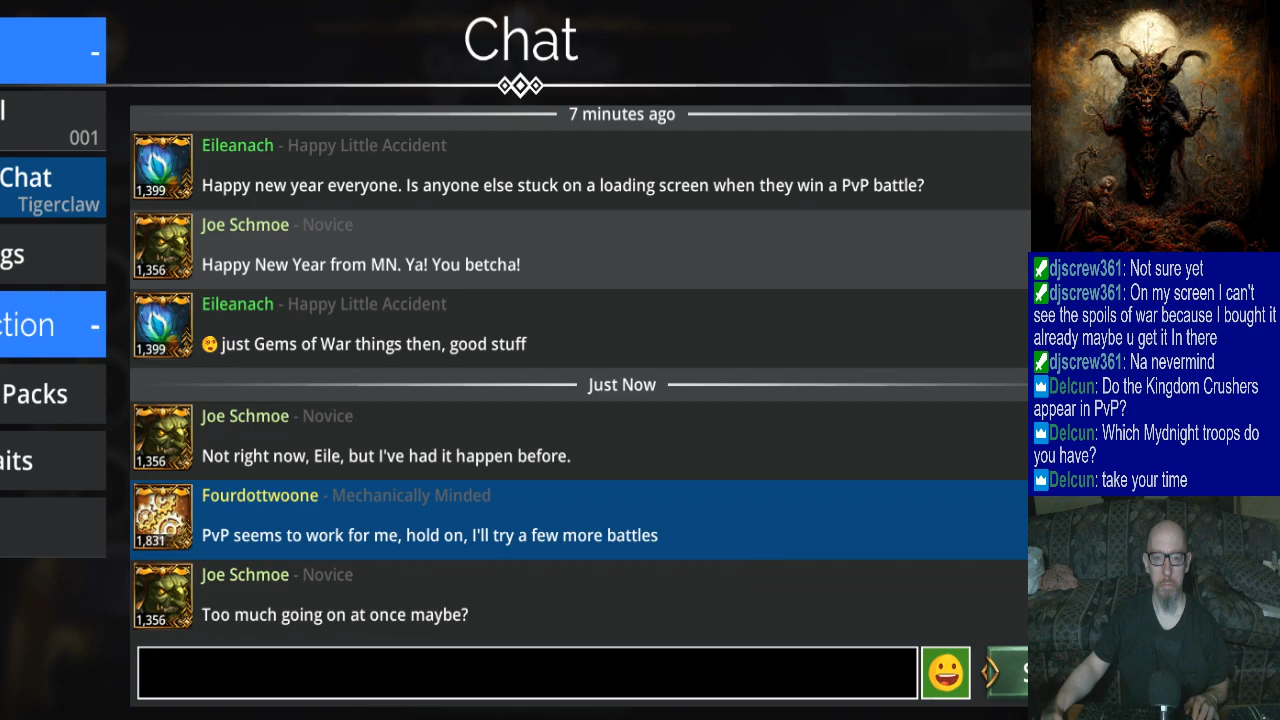 Chat
-
l
001
Chat
Tigerclaw
gs
ction -
Packs
aits
7 minutes ago
Eileanach - Happy Little Accident
1,399
Happy new year everyone. Is anyone else stuck on a loading screen when they win a PvP battle?
Joe Schmoe - Novice
1,356
Happy New Year from MN. Ya! You betcha!
Eileanach - Happy Little Accident
1,399
just Gems of War things then, good stuff
Just Now
Joe Schmoe - Novice
1,356
Not right now, Eile, but I've had it happen before.
Fourdottwoone - Mechanically Minded
1,831
PvP seems to work for me, hold on, I'll try a few more battles
Joe Schmoe - Novice
1,356
Too much going on at once maybe?
S
djscrew361: Not sure yet
djscrew361: On my screen I can't
see the spoils of war because I bought it
already maybe u get it In there
djscrew361: Na nevermind
Delcun: Do the Kingdom Crushers
appear in PvP?
Delcun: Which Mydnight troops do
you have?
Delcun: take your time